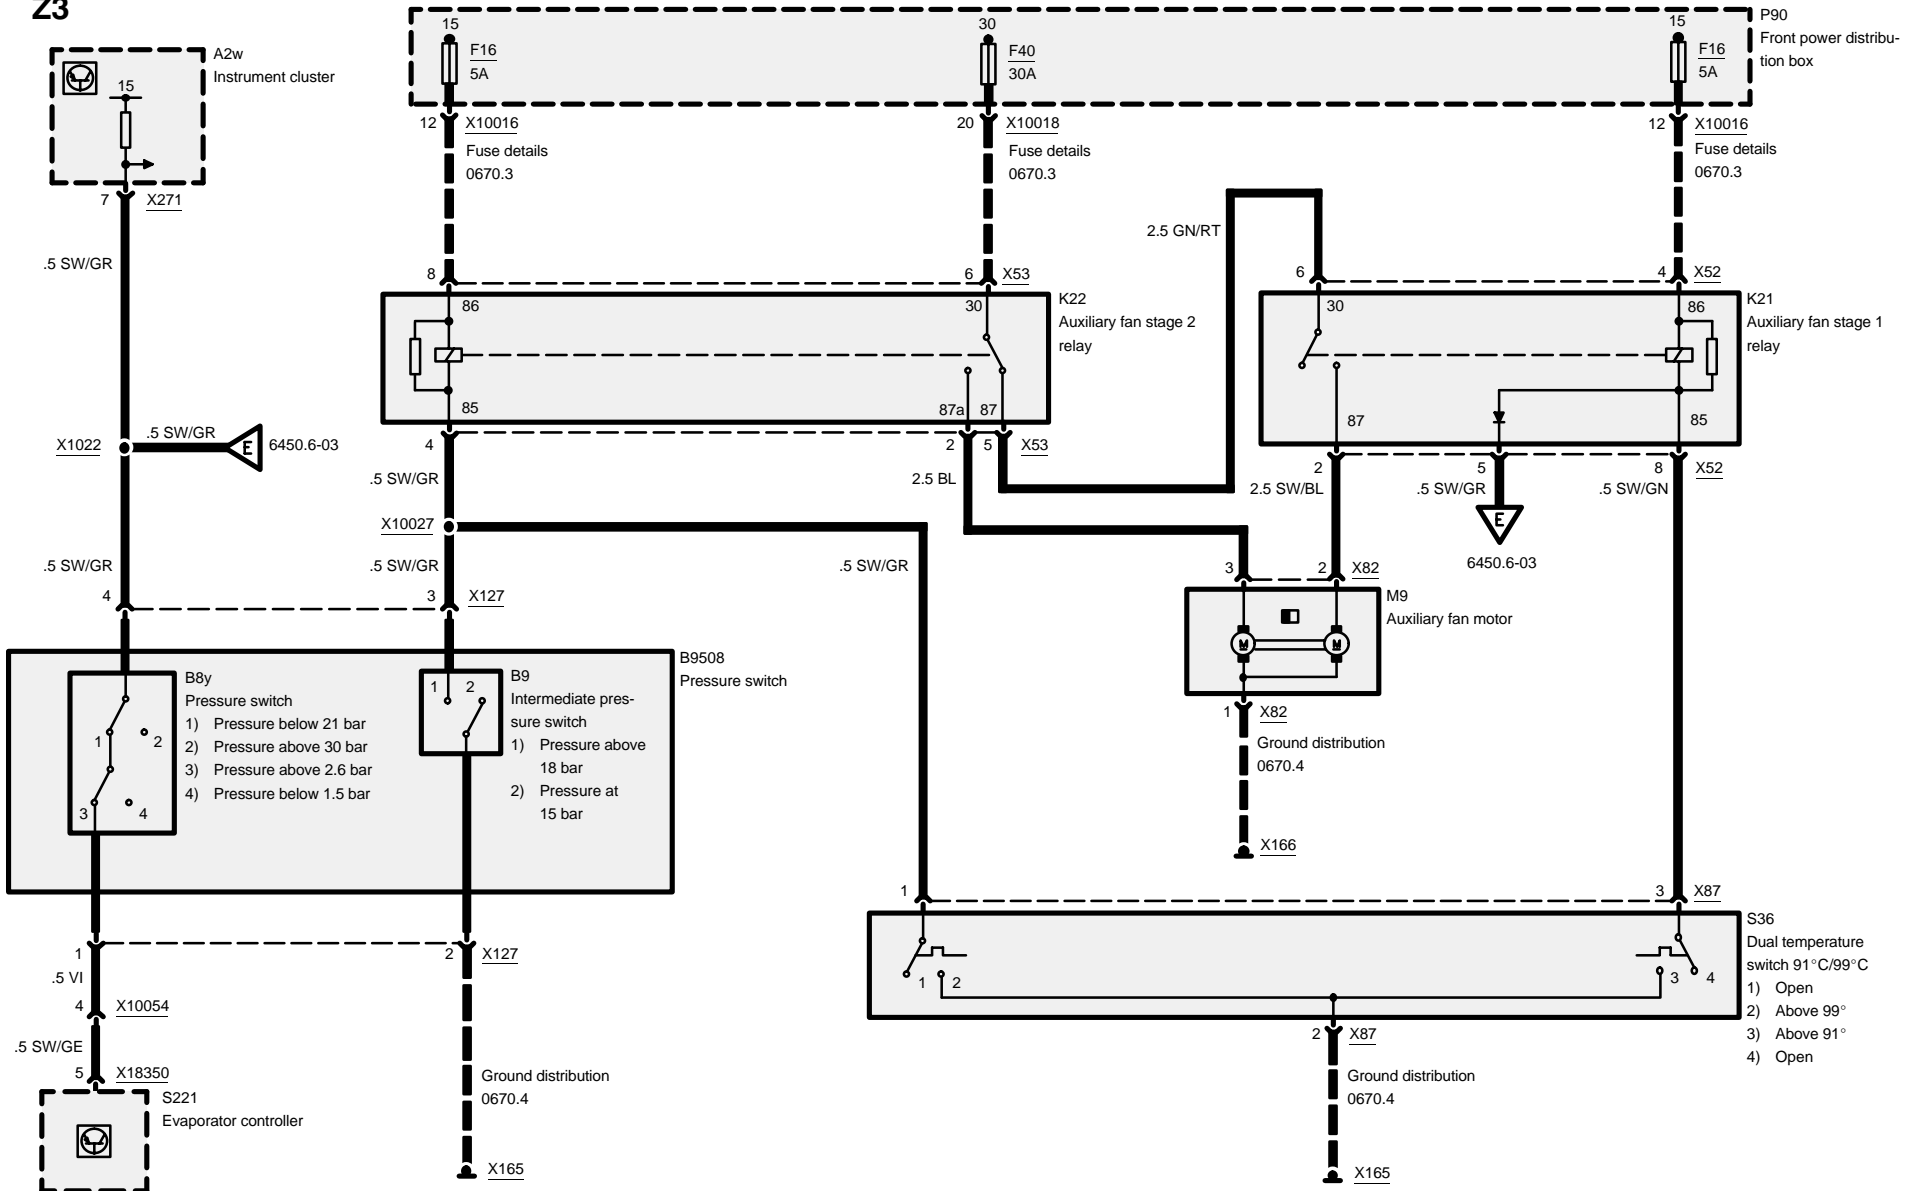 Z3
A2w
Instrument cluster
15
7
X271
.5 SW/GR
X1022
.5 SW/GR
E
6450.6-03
.5 SW/GR
4
15
F16
5A
30
F40
30A
15
F16
5A
P90
Front power distribu-
tion box
12
X10016
Fuse details
0670.3
20
X10018
Fuse details
0670.3
12
X10016
Fuse details
0670.3
2.5 GN/RT
8
6
X53
86
30
K22
Auxiliary fan stage 2
relay
85
87a
87
4
2
5
X53
6
4
X52
30
86
K21
Auxiliary fan stage 1
relay
87
85
2
5
8
X52
.5 SW/GR
2.5 BL
2.5 SW/BL
.5 SW/GR
.5 SW/GN
E
6450.6-03
X10027
.5 SW/GR
.5 SW/GR
3
X127
3
2
X82
M9
Auxiliary fan motor
M
M
1
X82
Ground distribution
0670.4
X166
B9508
Pressure switch
B8y
Pressure switch
1) Pressure below 21 bar
2) Pressure above 30 bar
3) Pressure above 2.6 bar
4) Pressure below 1.5 bar
1
2
3
4
1
2
B9
Intermediate pres-
sure switch
1) Pressure above
18 bar
2) Pressure at
15 bar
1
.5 VI
4
X10054
.5 SW/GE
5
X18350
S221
Evaporator controller
2
X127
Ground distribution
0670.4
X165
1
3
X87
1
2
3
4
S36
Dual temperature
switch 91°C/99°C
1) Open
2) Above 99°
3) Above 91°
4) Open
2
X87
Ground distribution
0670.4
X165